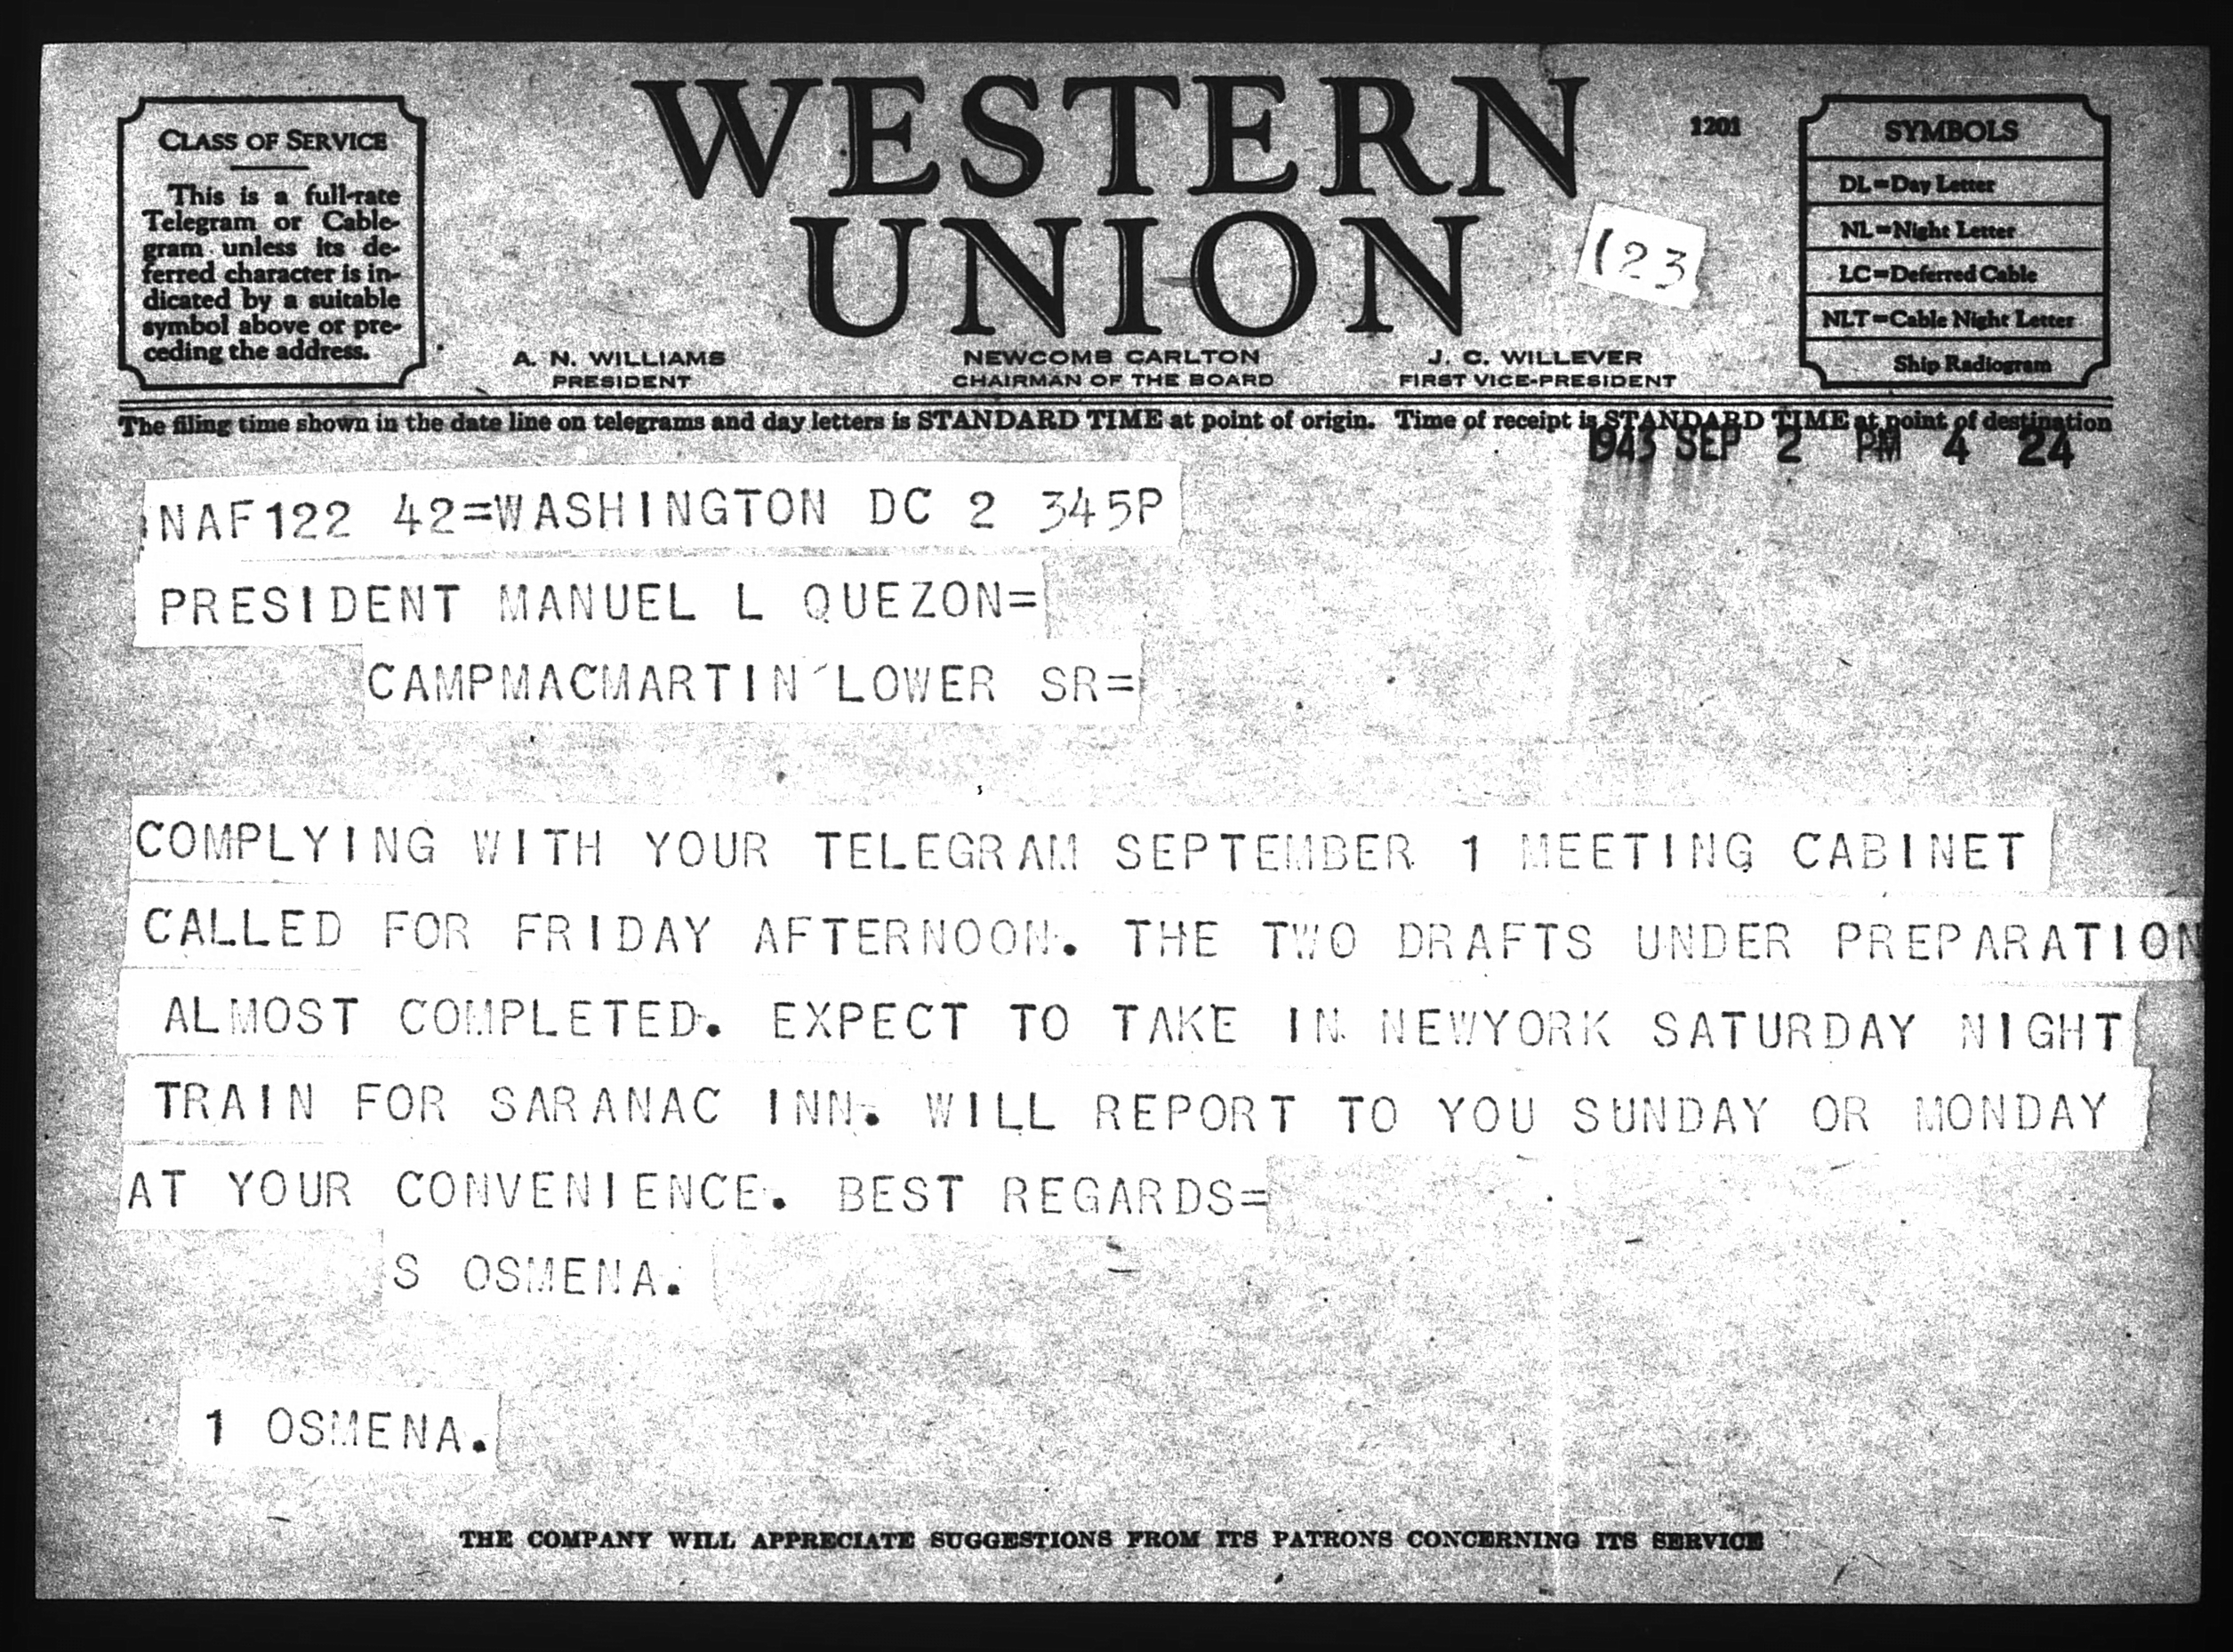 WESTERN
UNION
1201
(23
CLASS OF SERVICE
This is a full-rate
Telegram or Cable-
gram unless its de-
ferred character is in-
dicated by a suitable
symbol above or pre-
ceding the address.
A. N. WILLIAMS
PRESIDENT
NEWCOMB CARLTON
CHAIRMAN OF THE BOARD
J. C. WILLEVER
FIRST VICE-PRESIDENT
SYMBOLS
DL=Day Letter
NL=Night Letter
LC=Deferred Cable
NLT=Cable Night Letter
Ship Radiogram
The filing time shown in the date line on telegrams and day letters is STANDARD TIME at point of origin. Time of receipt is STANDARD TIME at point of destination
1943 SEP 2 PM 4 24
NAF122 42=WASHINGTON DC 2 345P
PRESIDENT MANUEL L QUEZON=
CAMPMACMARTIN LOWER SR=
COMPLYING WITH YOUR TELEGRAM SEPTEMBER 1 MEETING CABINET
CALLED FOR FRIDAY AFTERNOON. THE TWO DRAFTS UNDER PREPARATION
ALMOST COMPLETED. EXPECT TO TAKE IN NEWYORK SATURDAY NIGHT
TRAIN FOR SARANAC INN. WILL REPORT TO YOU SUNDAY OR MONDAY
AT YOUR CONVENIENCE. BEST REGARDS=
S OSMENA.
1 OSMENA.
THE COMPANY WILL APPRECIATE SUGGESTIONS FROM ITS PATRONS CONCERNING ITS SERVICE